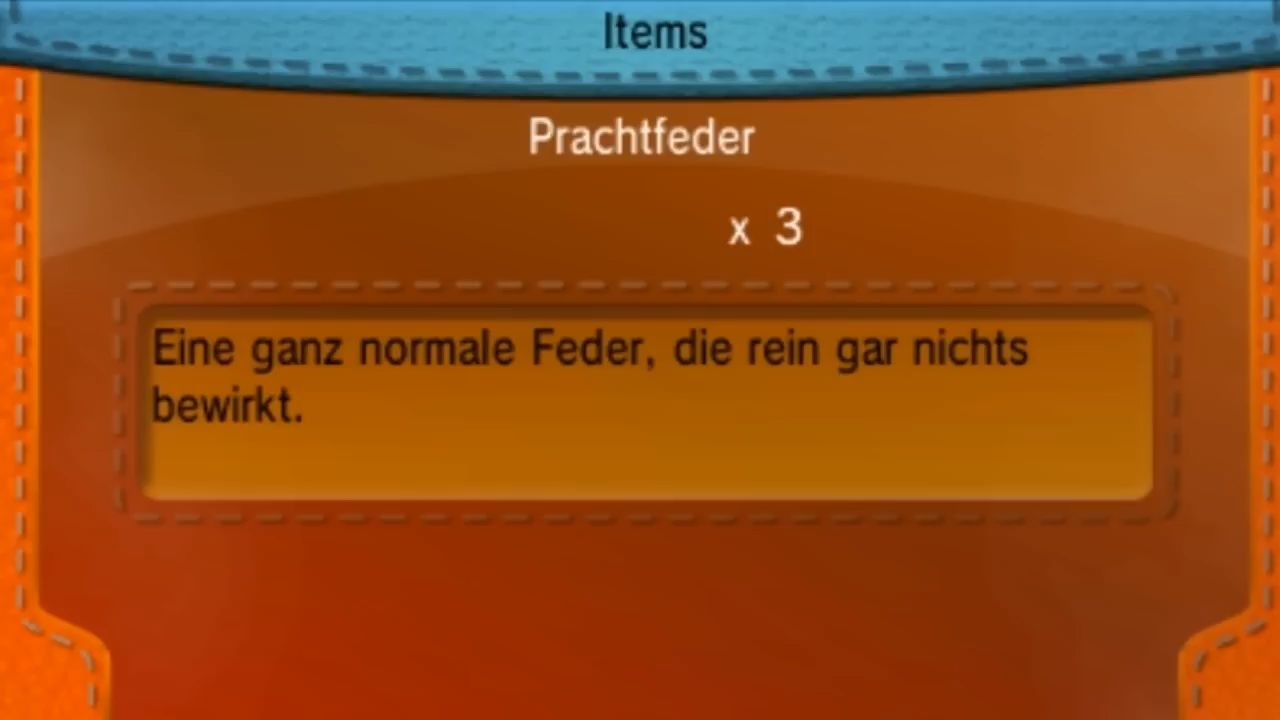 Items
Prachtfeder
x 3
Eine ganz normale Feder, die rein gar nichts
bewirkt.